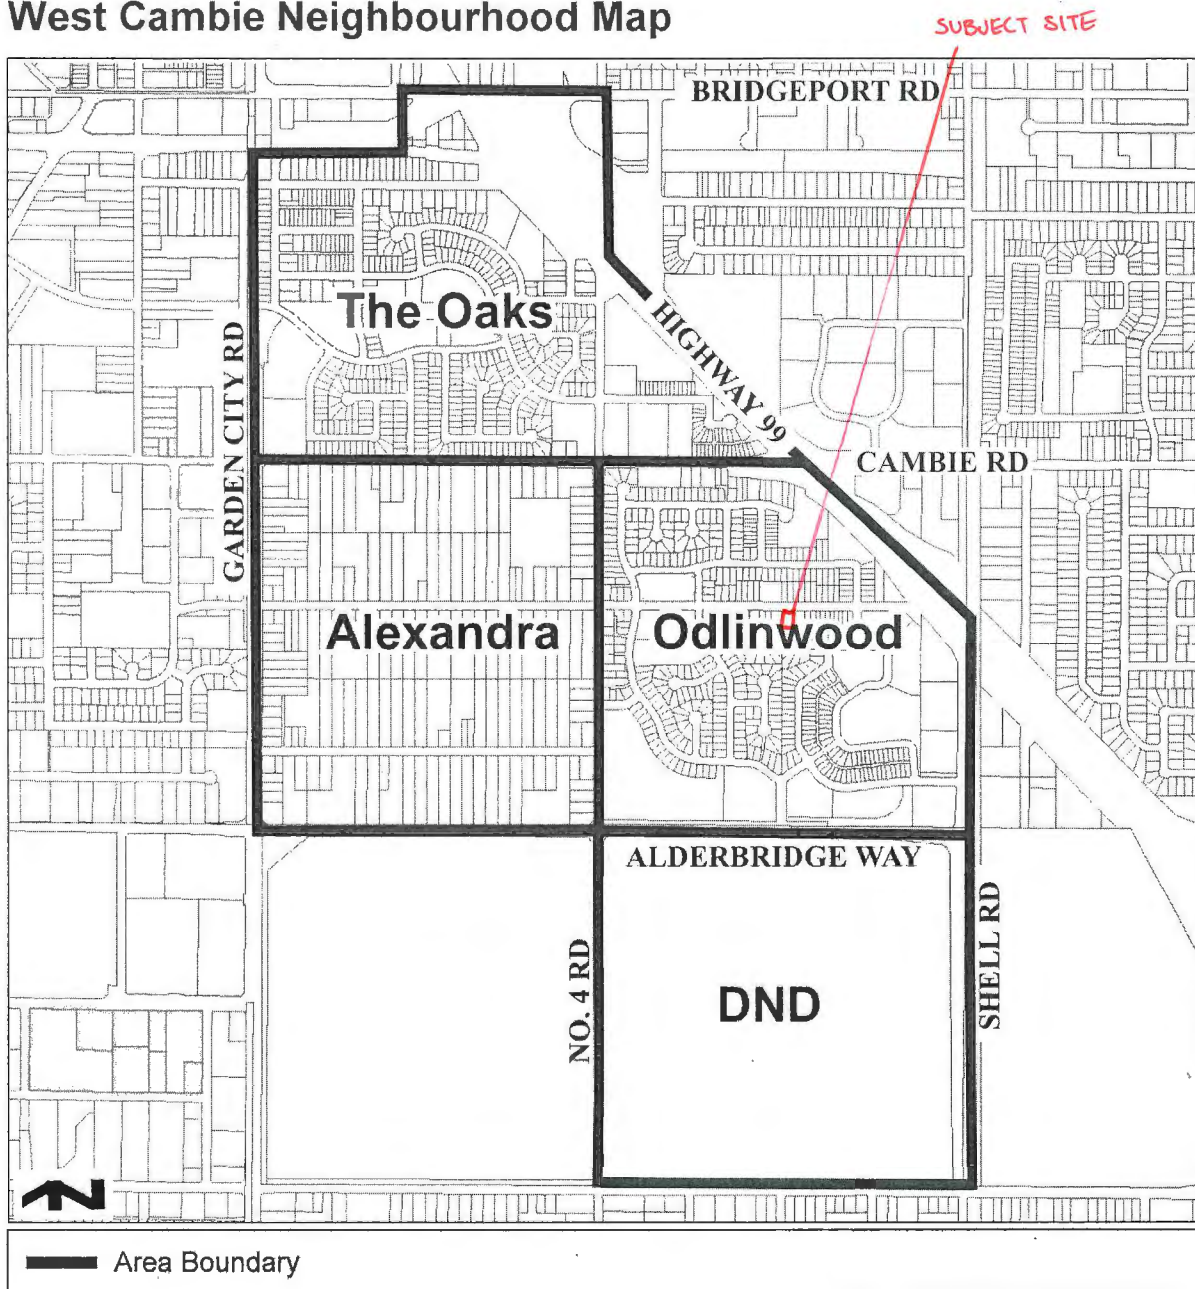 West Cambie Neighbourhood Map
SUBJECT SITE
BRIDGEPORT RD
The Oaks
HIGHWAY 99
GARDEN CITY RD
CAMBIE RD
Alexandra
Odlinwood
ALDERBRIDGE WAY
NO. 4 RD
DND
SHELL RD
N
Area Boundary